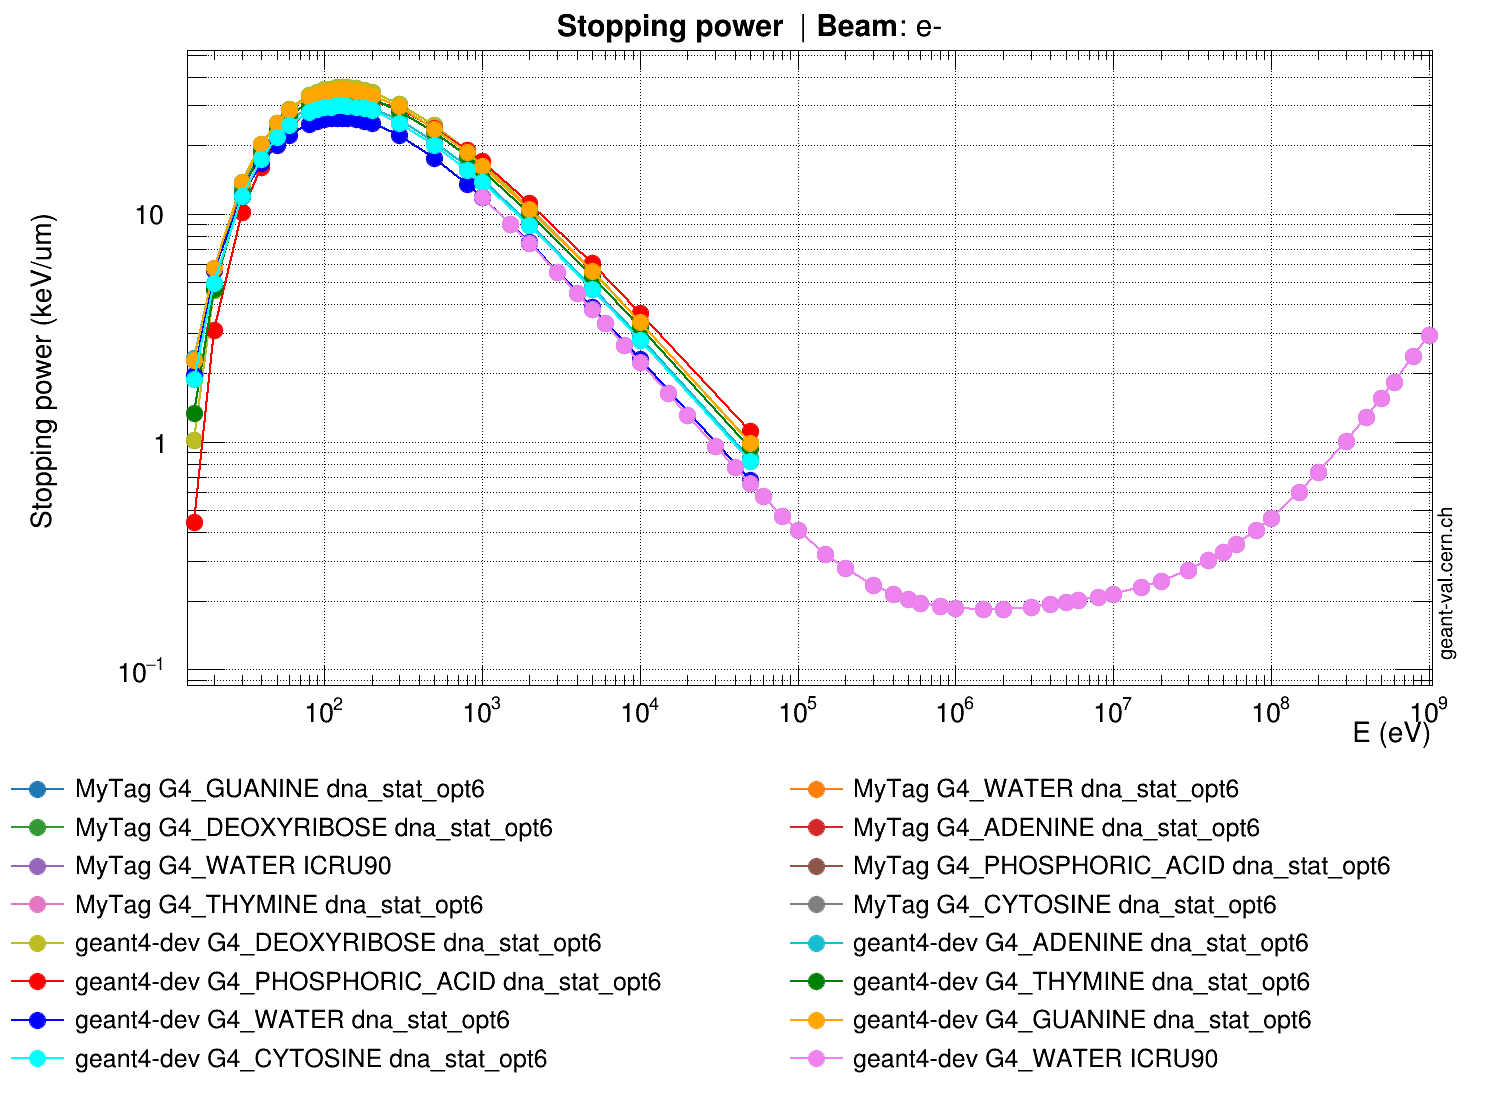 Stopping power | Beam: e-
Stopping power (keV/um)
10
1
10⁻¹
10² 10³ 10⁴ 10⁵ 10⁶ 10⁷ 10⁸ 10⁹
E (eV)
geant-val.cern.ch
MyTag G4_GUANINE dna_stat_opt6
MyTag G4_WATER dna_stat_opt6
MyTag G4_DEOXYRIBOSE dna_stat_opt6
MyTag G4_ADENINE dna_stat_opt6
MyTag G4_WATER ICRU90
MyTag G4_PHOSPHORIC_ACID dna_stat_opt6
MyTag G4_THYMINE dna_stat_opt6
MyTag G4_CYTOSINE dna_stat_opt6
geant4-dev G4_DEOXYRIBOSE dna_stat_opt6
geant4-dev G4_ADENINE dna_stat_opt6
geant4-dev G4_PHOSPHORIC_ACID dna_stat_opt6
geant4-dev G4_THYMINE dna_stat_opt6
geant4-dev G4_WATER dna_stat_opt6
geant4-dev G4_GUANINE dna_stat_opt6
geant4-dev G4_CYTOSINE dna_stat_opt6
geant4-dev G4_WATER ICRU90